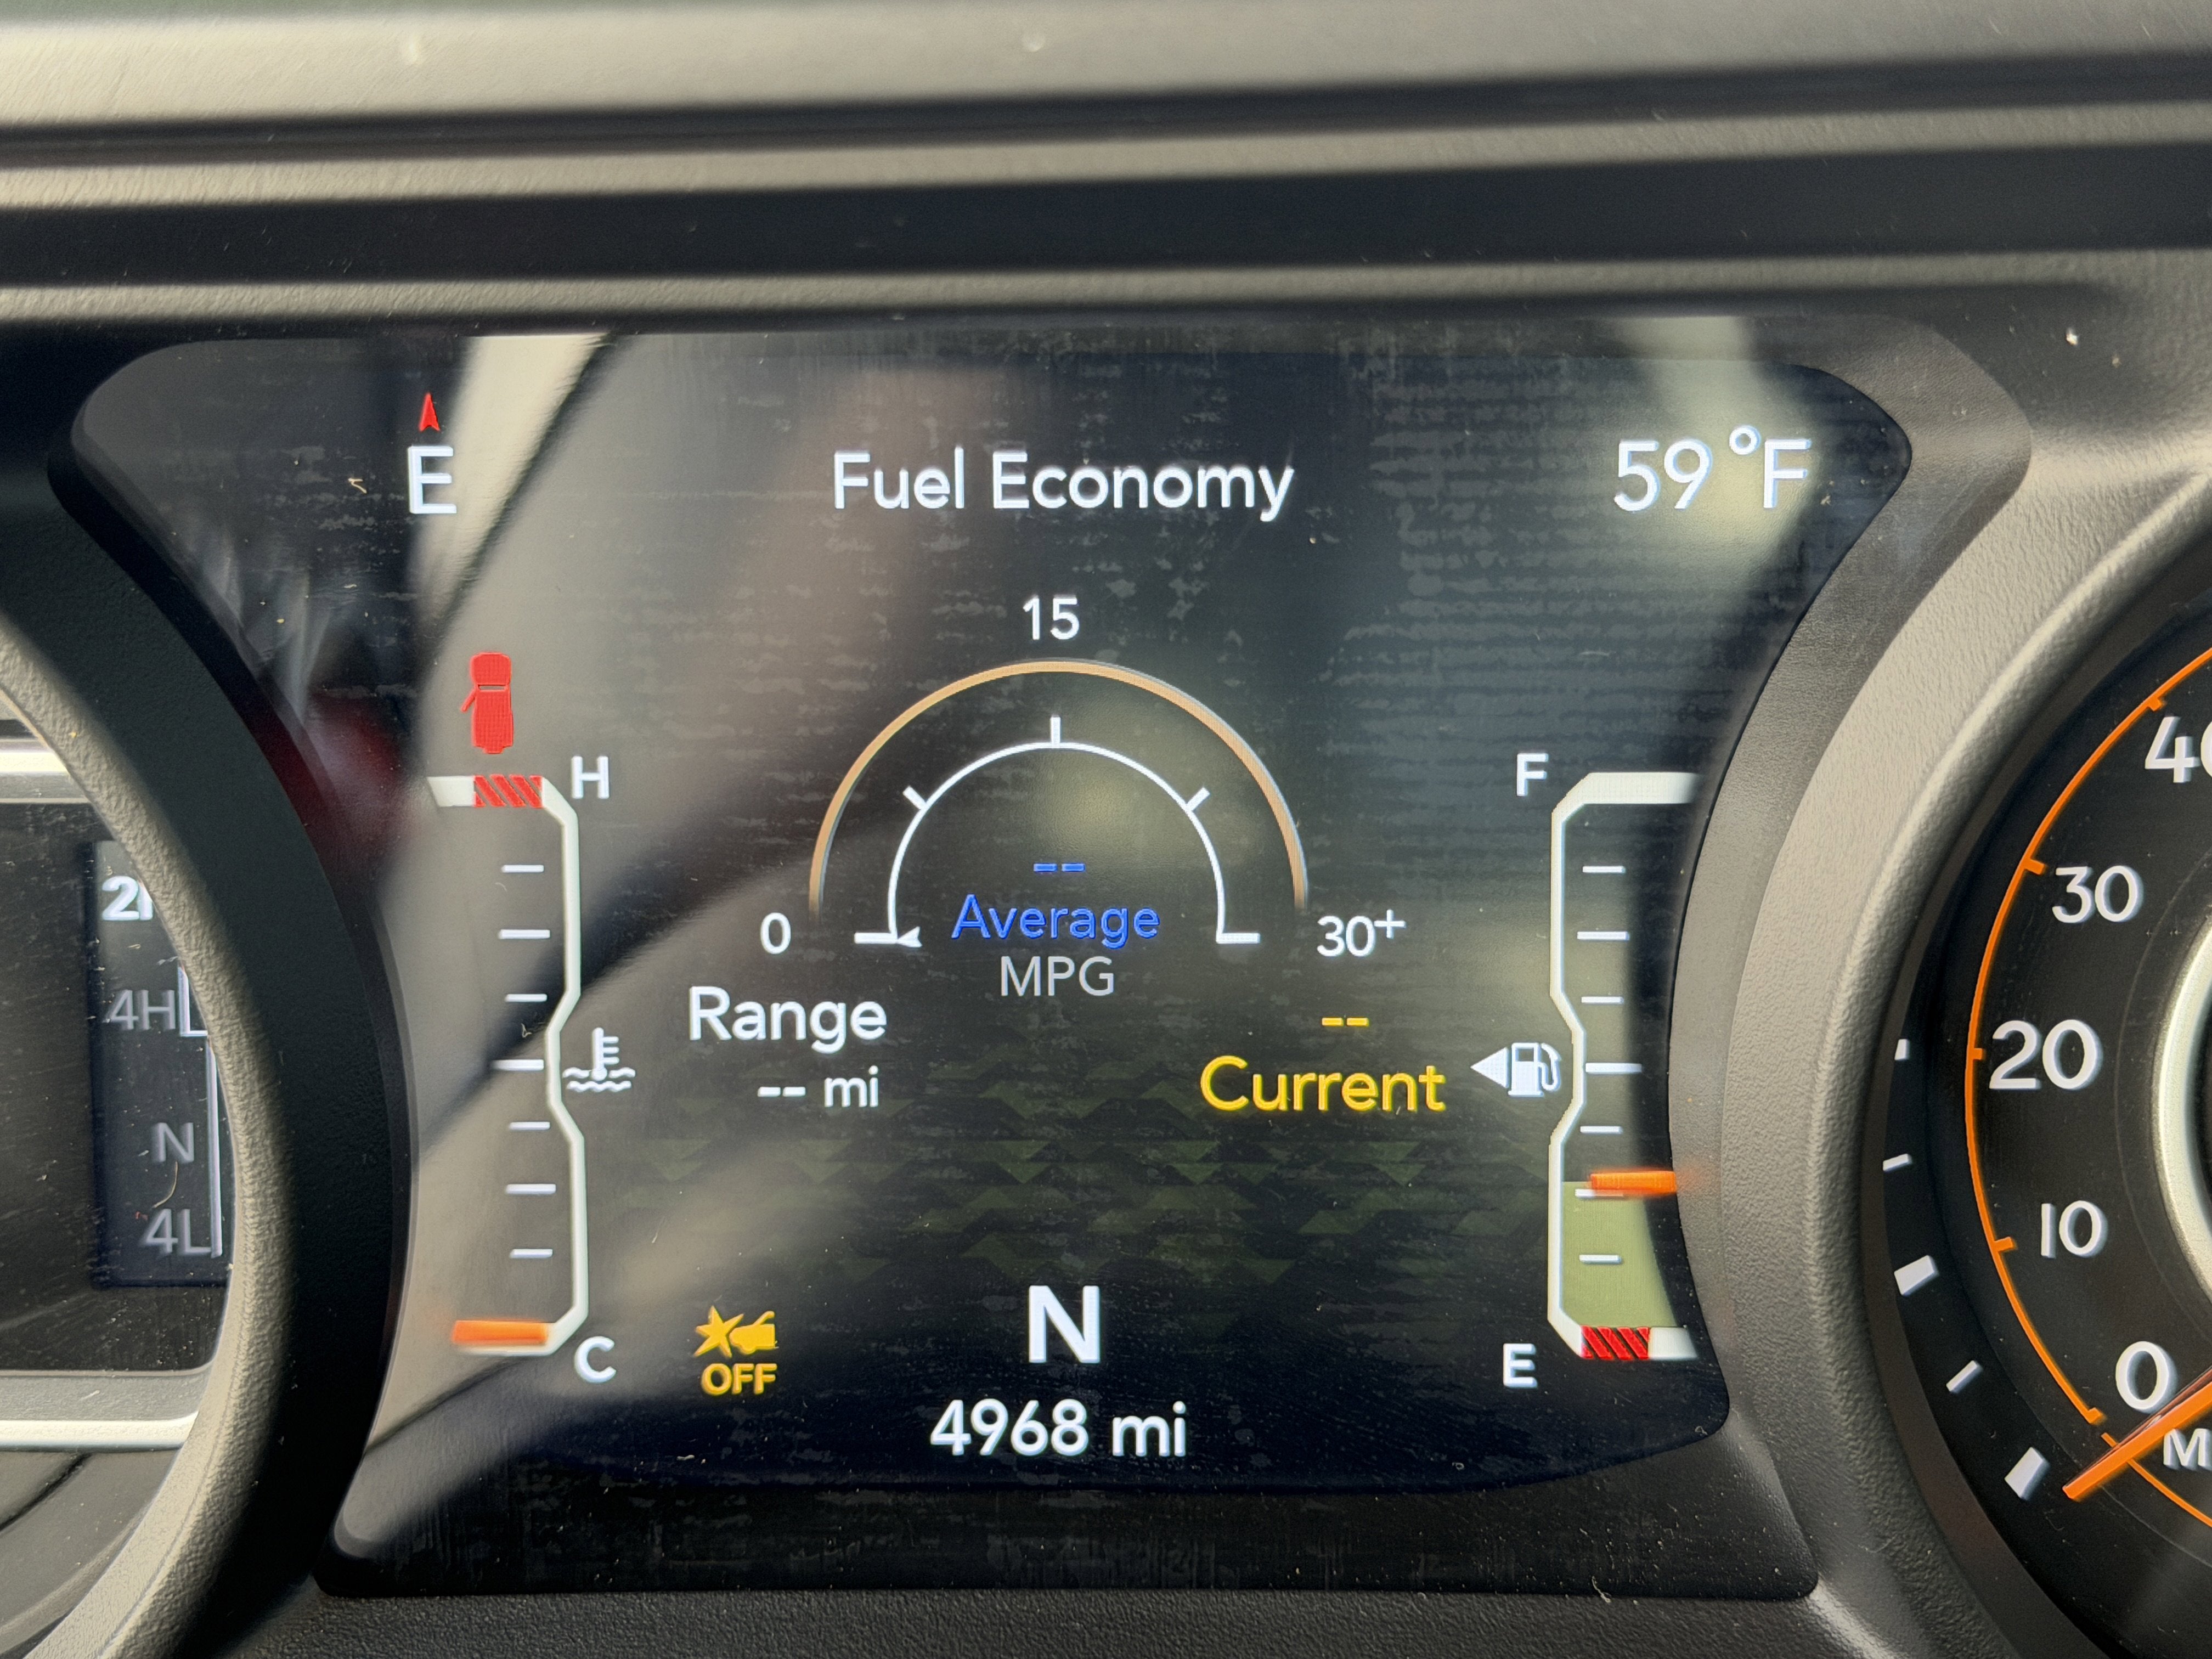 E
Fuel Economy
59 °F
15
H
F
--
0
Average
30+
MPG
Range
-- mi
--
Current
OFF
N
C
E
4968 mi
4H
N
4L
30
20
10
0